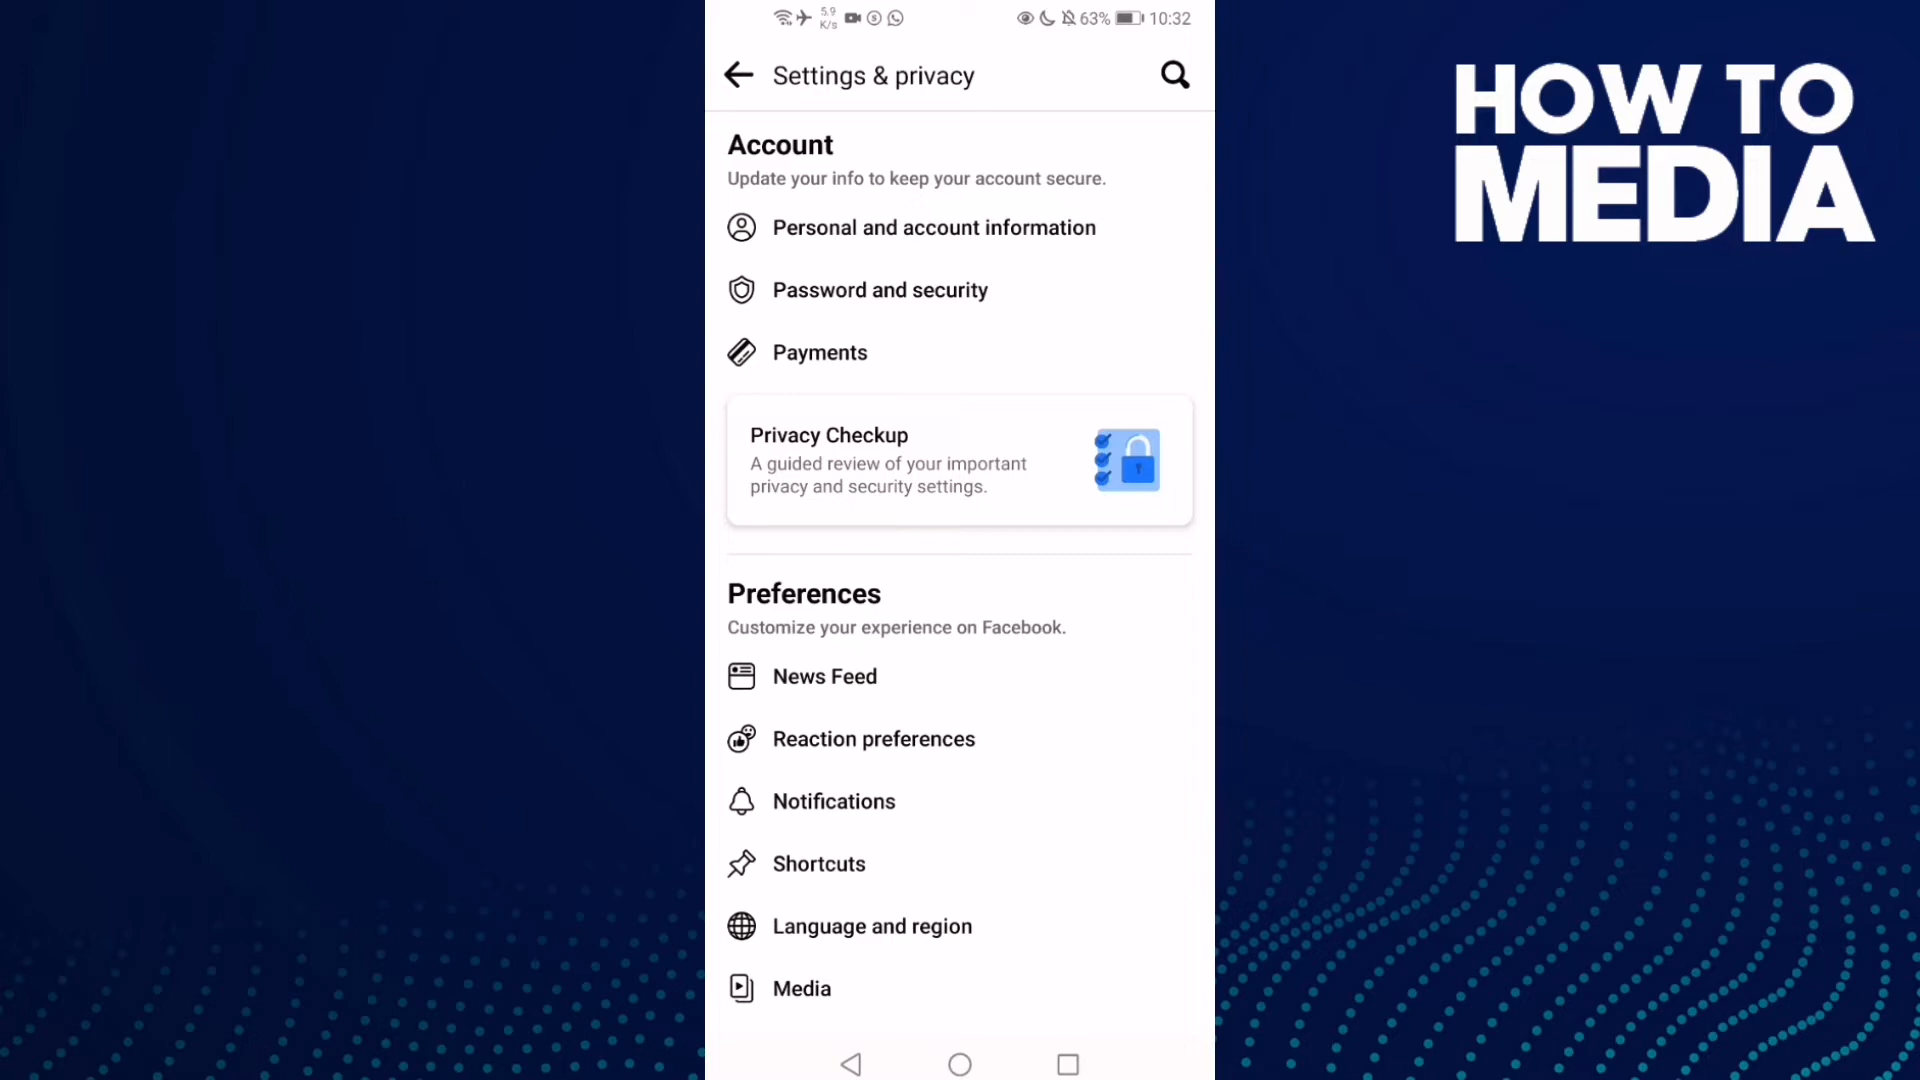 5.9
K/s
63%
10:32
Settings & privacy
HOW TO
MEDIA
Account
Update your info to keep your account secure.
Personal and account information
Password and security
Payments
Privacy Checkup
A guided review of your important
privacy and security settings.
Preferences
Customize your experience on Facebook.
News Feed
Reaction preferences
Notifications
Shortcuts
Language and region
Media